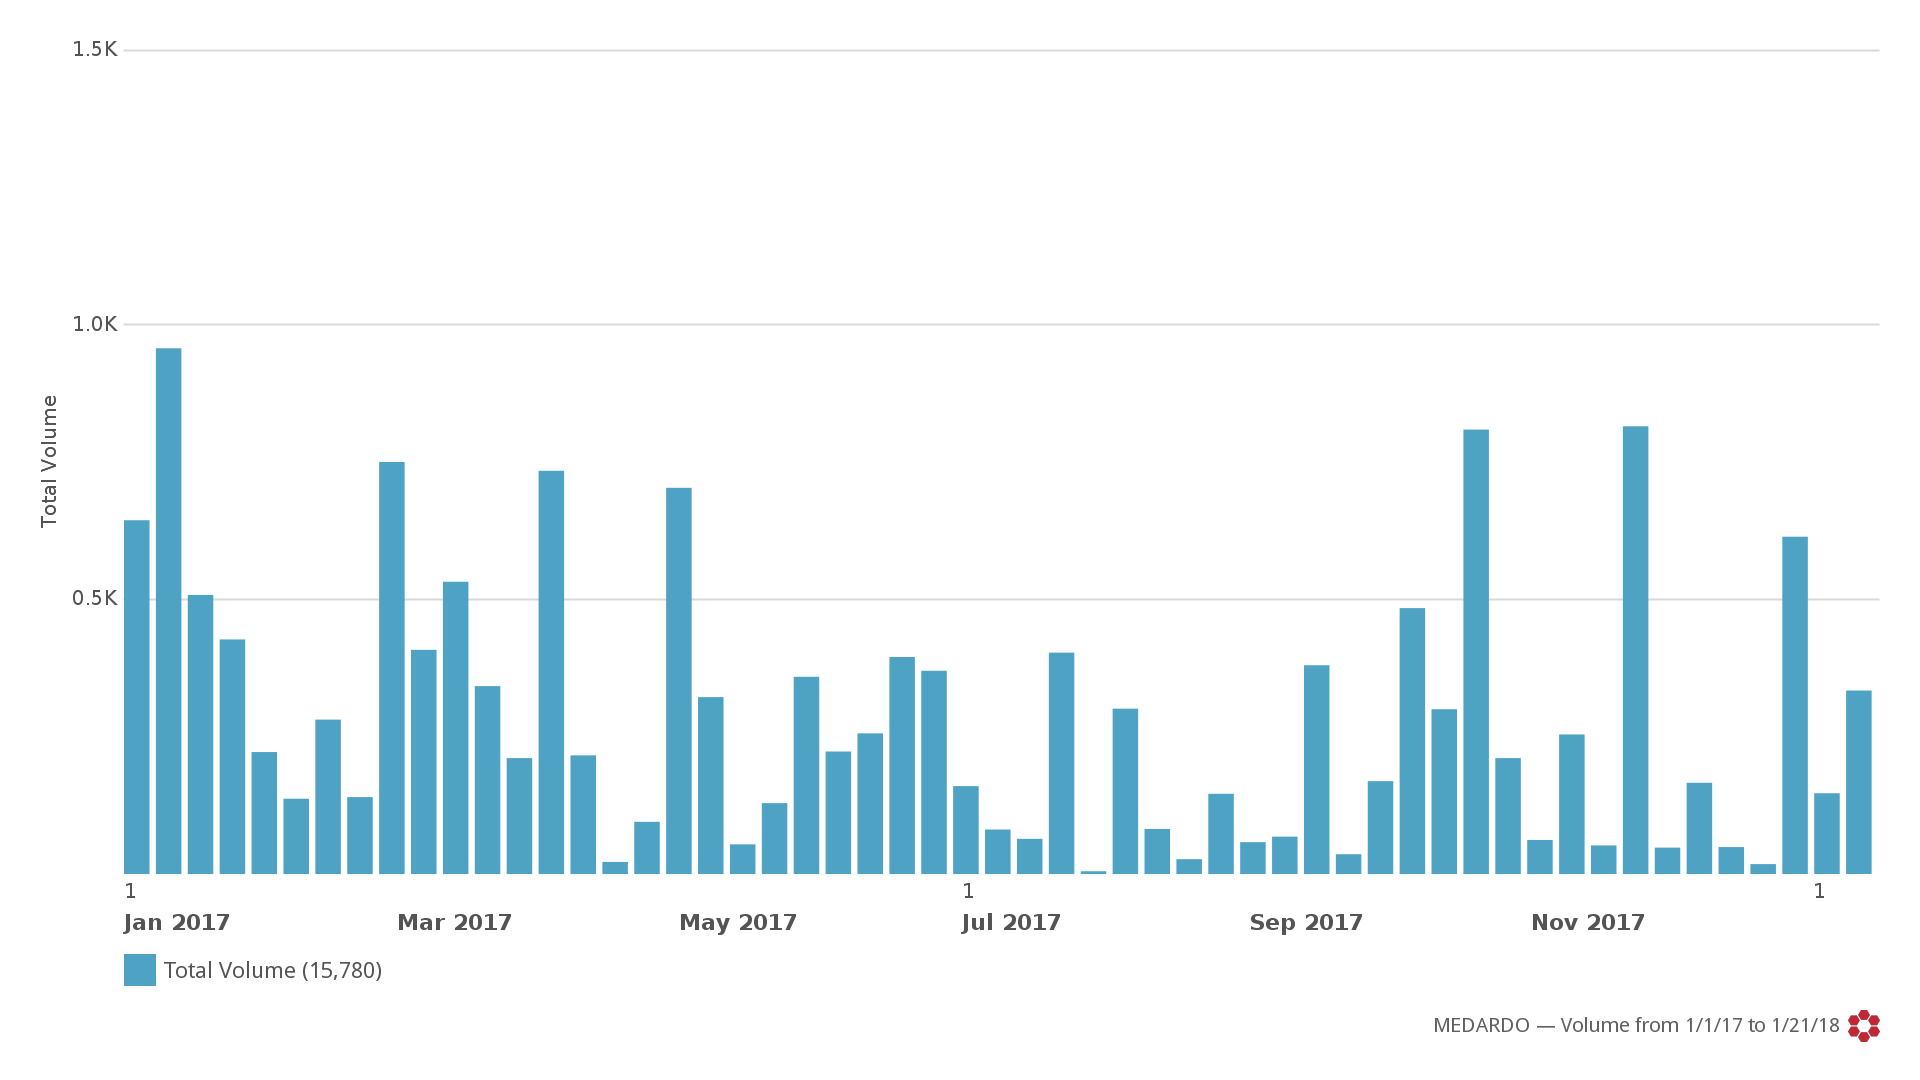 1.5K
1.0K
0.5K
Total Volume
1 1 1
Jan 2017 Mar 2017 May 2017 Jul 2017 Sep 2017 Nov 2017
Total Volume (15,780)
MEDARDO — Volume from 1/1/17 to 1/21/18